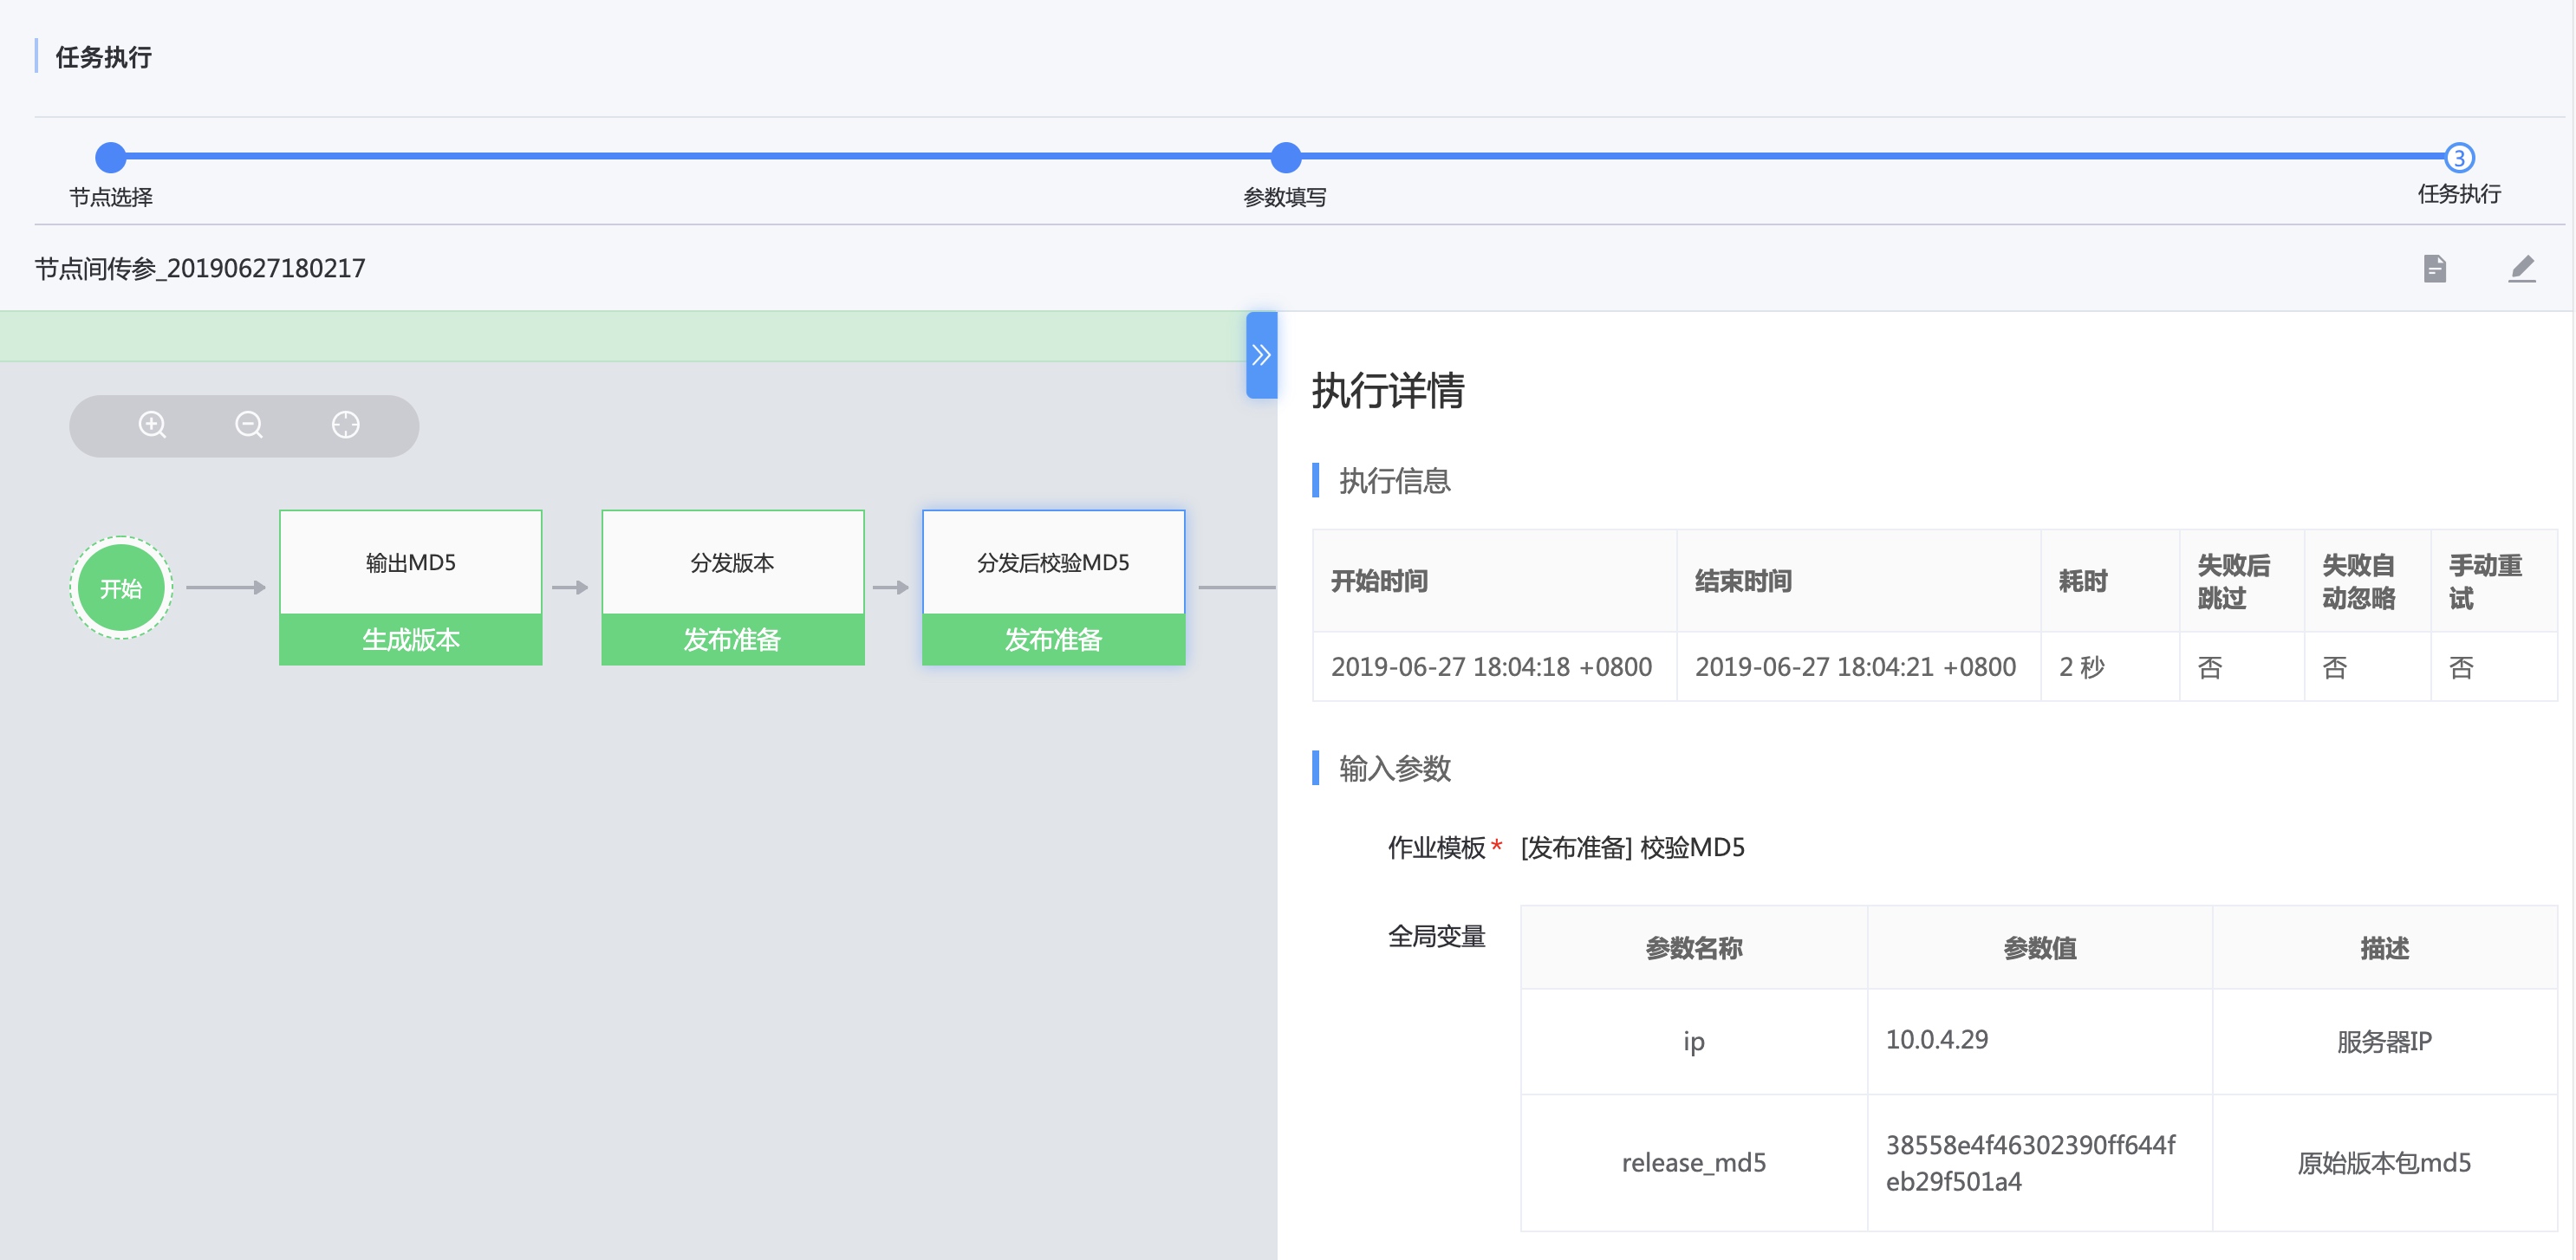 任务执行
节点选择
参数填写
3
任务执行
节点间传参_20190627180217
开始
输出MD5
生成版本
分发版本
发布准备
分发后校验MD5
发布准备
执行详情
执行信息
开始时间 结束时间 耗时 失败后跳过 失败自动忽略 手动重试
2019-06-27 18:04:18 +0800 2019-06-27 18:04:21 +0800 2 秒 否 否 否
输入参数
作业模板* [发布准备] 校验MD5
全局变量
参数名称 参数值 描述
ip 10.0.4.29 服务器IP
release_md5 38558e4f46302390ff644f
eb29f501a4 原始版本包md5